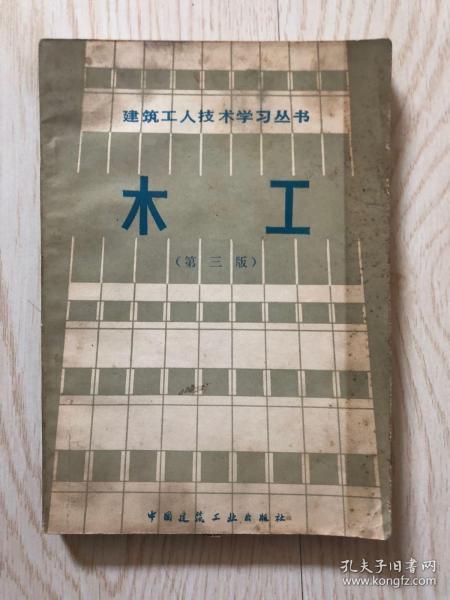 建筑工人技术学习丛书
木工
(第三版)
中国建筑工业出版社
孔夫子旧书网
www.kongfz.com